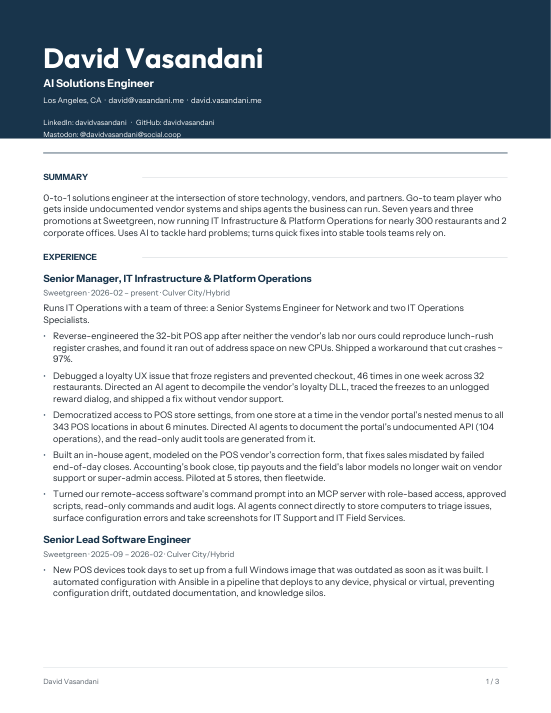 David Vasandani
AI Solutions Engineer
Los Angeles, CA · david@vasandani.me · david.vasandani.me
LinkedIn: davidvasandani · GitHub: davidvasandani
Mastodon: @davidvasandani@social.coop
SUMMARY
0-to-1 solutions engineer at the intersection of store technology, vendors, and partners. Go-to team player who
gets inside undocumented vendor systems and ships agents the business can run. Seven years and three
promotions at Sweetgreen, now running IT Infrastructure & Platform Operations for nearly 300 restaurants and 2
corporate offices. Uses AI to tackle hard problems; turns quick fixes into stable tools teams rely on.
EXPERIENCE
Senior Manager, IT Infrastructure & Platform Operations
Sweetgreen · 2026-02 – present · Culver City/Hybrid
Runs IT Operations with a team of three: a Senior Systems Engineer for Network and two IT Operations
Specialists.
· Reverse-engineered the 32-bit POS app after neither the vendor's lab nor ours could reproduce lunch-rush
register crashes, and found it ran out of address space on new CPUs. Shipped a workaround that cut crashes ~
97%.
· Debugged a loyalty UX issue that froze registers and prevented checkout, 46 times in one week across 32
restaurants. Directed an AI agent to decompile the vendor's loyalty DLL, traced the freezes to an unlogged
reward dialog, and shipped a fix without vendor support.
· Democratized access to POS store settings, from one store at a time in the vendor portal's nested menus to all
343 POS locations in about 6 minutes. Directed AI agents to document the portal's undocumented API (104
operations), and the read-only audit tools are generated from it.
· Built an in-house agent, modeled on the POS vendor's correction form, that fixes sales misdated by failed
end-of-day closes. Accounting's book close, tip payouts and the field's labor models no longer wait on vendor
support or super-admin access. Piloted at 5 stores, then fleetwide.
· Turned our remote-access software's command prompt into an MCP server with role-based access, approved
scripts, read-only commands and audit logs. AI agents connect directly to store computers to triage issues,
surface configuration errors and take screenshots for IT Support and IT Field Services.
Senior Lead Software Engineer
Sweetgreen · 2025-09 – 2026-02 · Culver City/Hybrid
· New POS devices took days to set up from a full Windows image that was outdated as soon as it was built. I
automated configuration with Ansible in a pipeline that deploys to any device, physical or virtual, preventing
configuration drift, outdated documentation, and knowledge silos.
David Vasandani
1 / 3